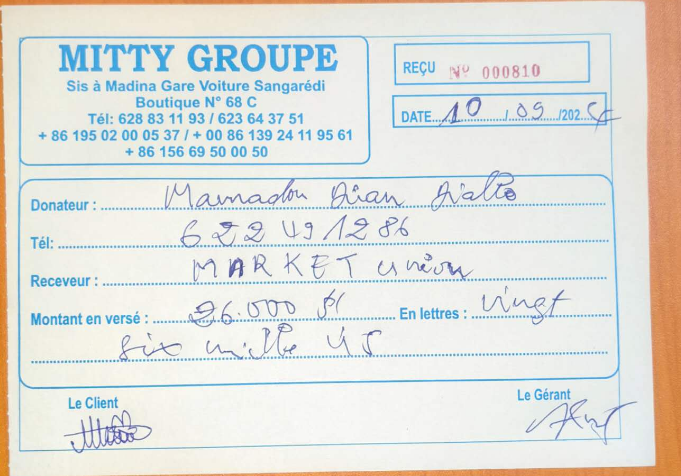 MITTY GROUPE
Sis à Madina Gare Voiture Sangarédi
Boutique N° 68 C
Tél: 628 83 11 93 / 623 64 37 51
+ 86 195 02 00 05 37 / + 00 86 139 24 11 95 61
+ 86 156 69 50 00 50
REÇU Nº 000810
DATE 10 / 09 /202
Donateur : Mamadou Dian Diallo
Tél: 622 49 12 86
Receveur : MARKET union
Montant en versé : 26.000 $ En lettres : Vingt
Six mille US
Le Client
Le Gérant